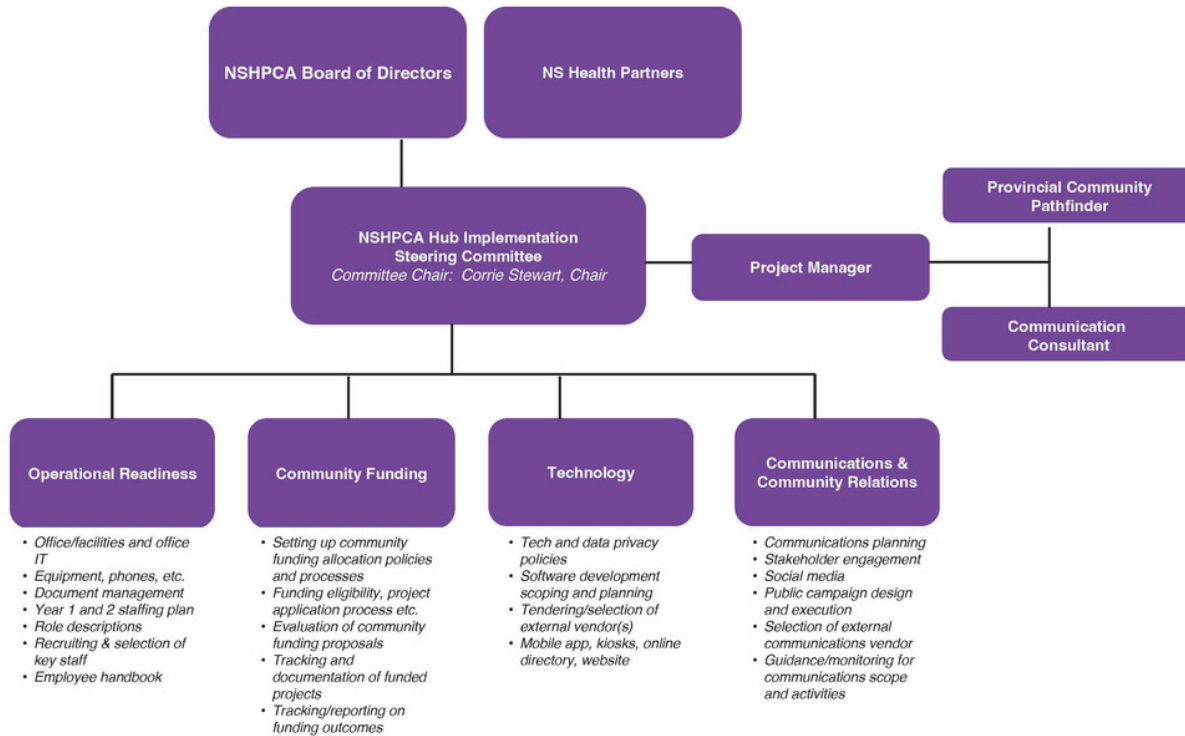 NSHPCA Board of Directors
NS Health Partners
NSHPCA Hub Implementation
Steering Committee
Committee Chair: Corrie Stewart, Chair
Project Manager
Provincial Community
Pathfinder
Communication
Consultant
Operational Readiness
• Office/facilities and office
IT
• Equipment, phones, etc.
• Document management
• Year 1 and 2 staffing plan
• Role descriptions
• Recruiting & selection of
key staff
• Employee handbook
Community Funding
• Setting up community
funding allocation policies
and processes
• Funding eligibility, project
application process etc.
• Evaluation of community
funding proposals
• Tracking and
documentation of funded
projects
• Tracking/reporting on
funding outcomes
Technology
• Tech and data privacy
policies
• Software development
scoping and planning
• Tendering/selection of
external vendor(s)
• Mobile app, kiosks, online
directory, website
Communications &
Community Relations
• Communications planning
• Stakeholder engagement
• Social media
• Public campaign design
and execution
• Selection of external
communications vendor
• Guidance/monitoring for
communications scope
and activities